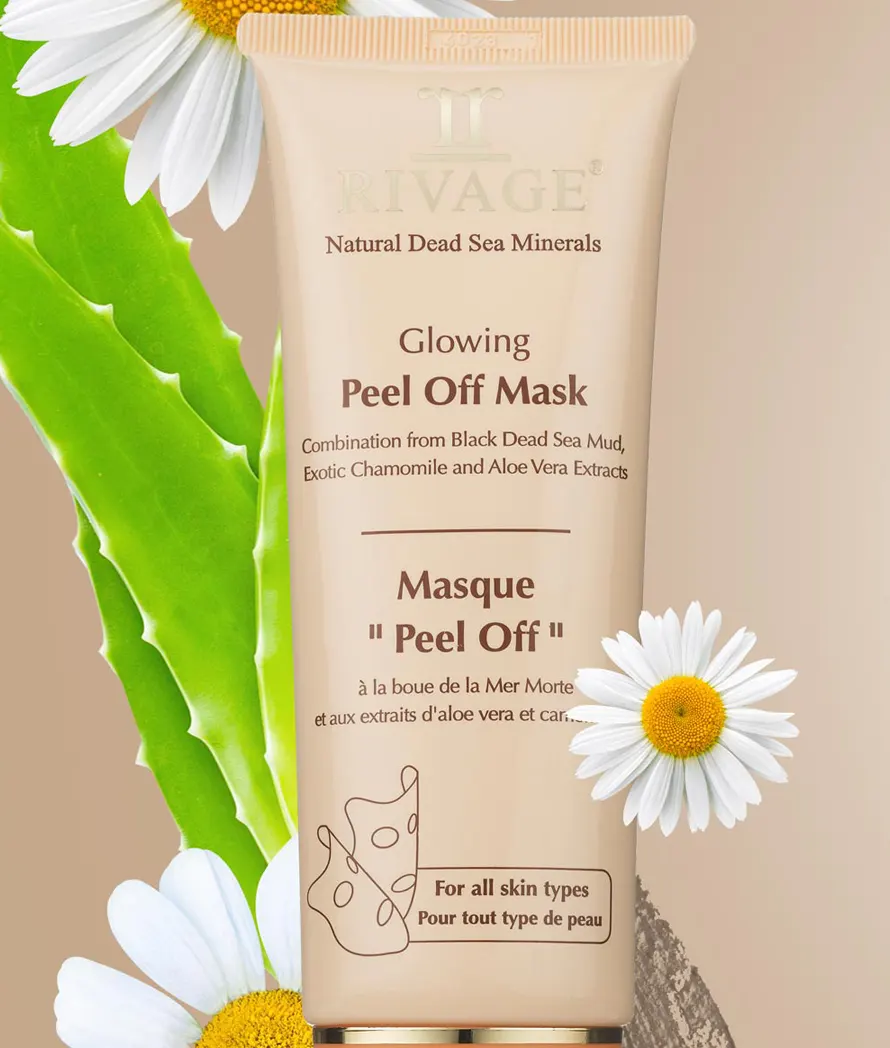 RIVAGE®
Natural Dead Sea Minerals
Glowing
Peel Off Mask
Combination from Black Dead Sea Mud,
Exotic Chamomile and Aloe Vera Extracts
Masque
" Peel Off "
à la boue de la Mer Morte
et aux extraits d'aloe vera et
For all skin types
Pour tout type de peau